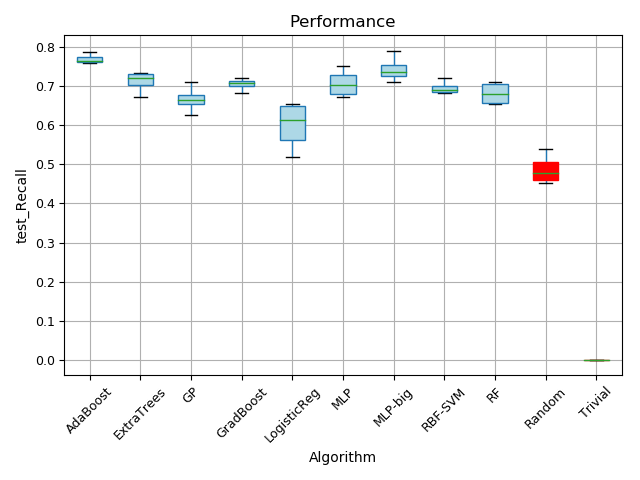 Performance
test_Recall
0.8
0.7
0.6
0.5
0.4
0.3
0.2
0.1
0.0
AdaBoost
ExtraTrees
GP
GradBoost
LogisticReg
MLP
MLP-big
RBF-SVM
RF
Random
Trivial
Algorithm